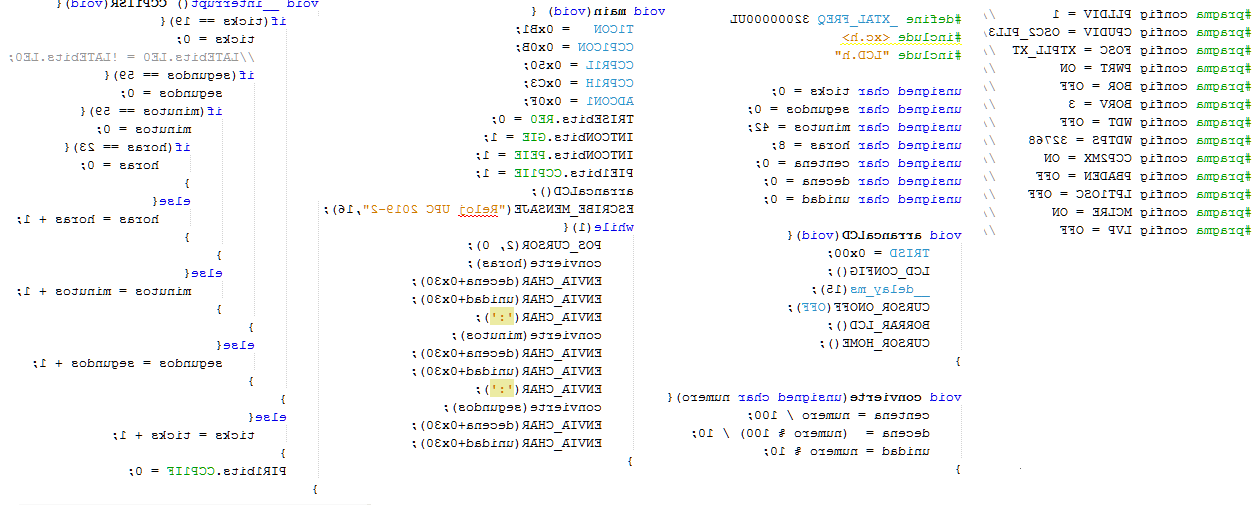 #pragma config PLLDIV = 1 //
#pragma config CPUDIV = OSC2_PLL3/
#pragma config FOSC = XTPLL_XT //
#pragma config PWRT = ON //
#pragma config BOR = OFF //
#pragma config BORV = 3 //
#pragma config WDT = OFF //
#pragma config WDTPS = 32768 //
#pragma config CCP2MX = ON //
#pragma config PBADEN = OFF //
#pragma config LPT1OSC = OFF //
#pragma config MCLRE = ON //
#pragma config LVP = OFF //
#define _XTAL_FREQ 32000000UL
#include <xc.h>
#include "LCD.h"
unsigned char ticks = 0;
unsigned char segundos = 0;
unsigned char minutos = 42;
unsigned char horas = 8;
unsigned char centena = 0;
unsigned char decena = 0;
unsigned char unidad = 0;
void arrancaLCD(void){
TRISD = 0x00;
LCD_CONFIG();
__delay_ms(15);
CURSOR_ONOFF(OFF);
BORRAR_LCD();
CURSOR_HOME();
}
void convierte(unsigned char numero){
centena = numero / 100;
decena = (numero % 100) / 10;
unidad = numero % 10;
}
void main(void) {
T1CON = 0xB1;
CCP1CON = 0x0B;
CCPR1L = 0x50;
CCPR1H = 0xC3;
ADCON1 = 0x0F;
TRISEbits.RE0 = 0;
INTCONbits.GIE = 1;
INTCONbits.PEIE = 1;
PIE1bits.CCP1IE = 1;
arrancaLCD();
ESCRIBE_MENSAJE("Reloj UPC 2019-2",16);
while(1){
POS_CURSOR(2, 0);
convierte(horas);
ENVIA_CHAR(decena+0x30);
ENVIA_CHAR(unidad+0x30);
ENVIA_CHAR(':');
convierte(minutos);
ENVIA_CHAR(decena+0x30);
ENVIA_CHAR(unidad+0x30);
ENVIA_CHAR(':');
convierte(segundos);
ENVIA_CHAR(decena+0x30);
ENVIA_CHAR(unidad+0x30);
}
void __interrupt() CCP1ISR(void){
if(ticks == 19){
ticks = 0;
//LATEbits.LE0 = !LATEbits.LE0;
if(segundos == 59){
segundos = 0;
if(minutos == 59){
minutos = 0;
if(horas == 23){
horas = 0;
}
else{
horas = horas + 1;
}
}
else{
minutos = minutos + 1;
}
}
else{
segundos = segundos + 1;
}
}
else{
ticks = ticks + 1;
}
PIR1bits.CCP1IF = 0;
}